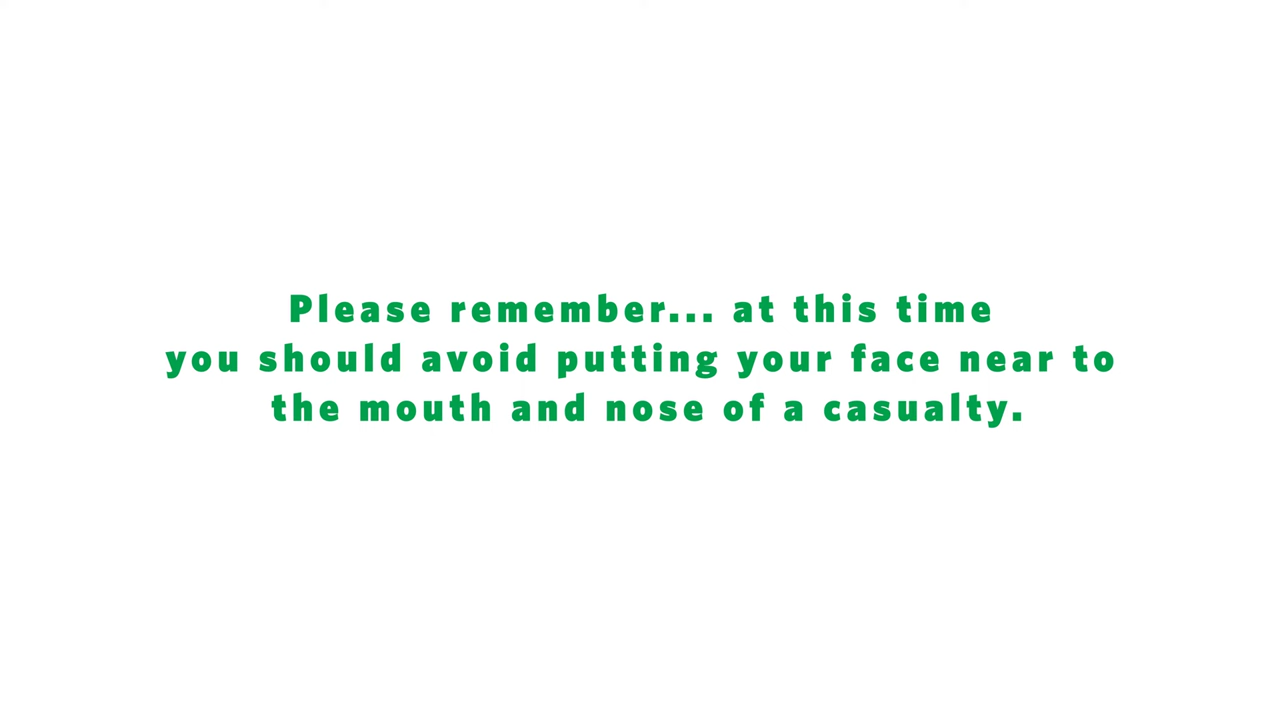 Please remember... at this time
you should avoid putting your face near to
the mouth and nose of a casualty.